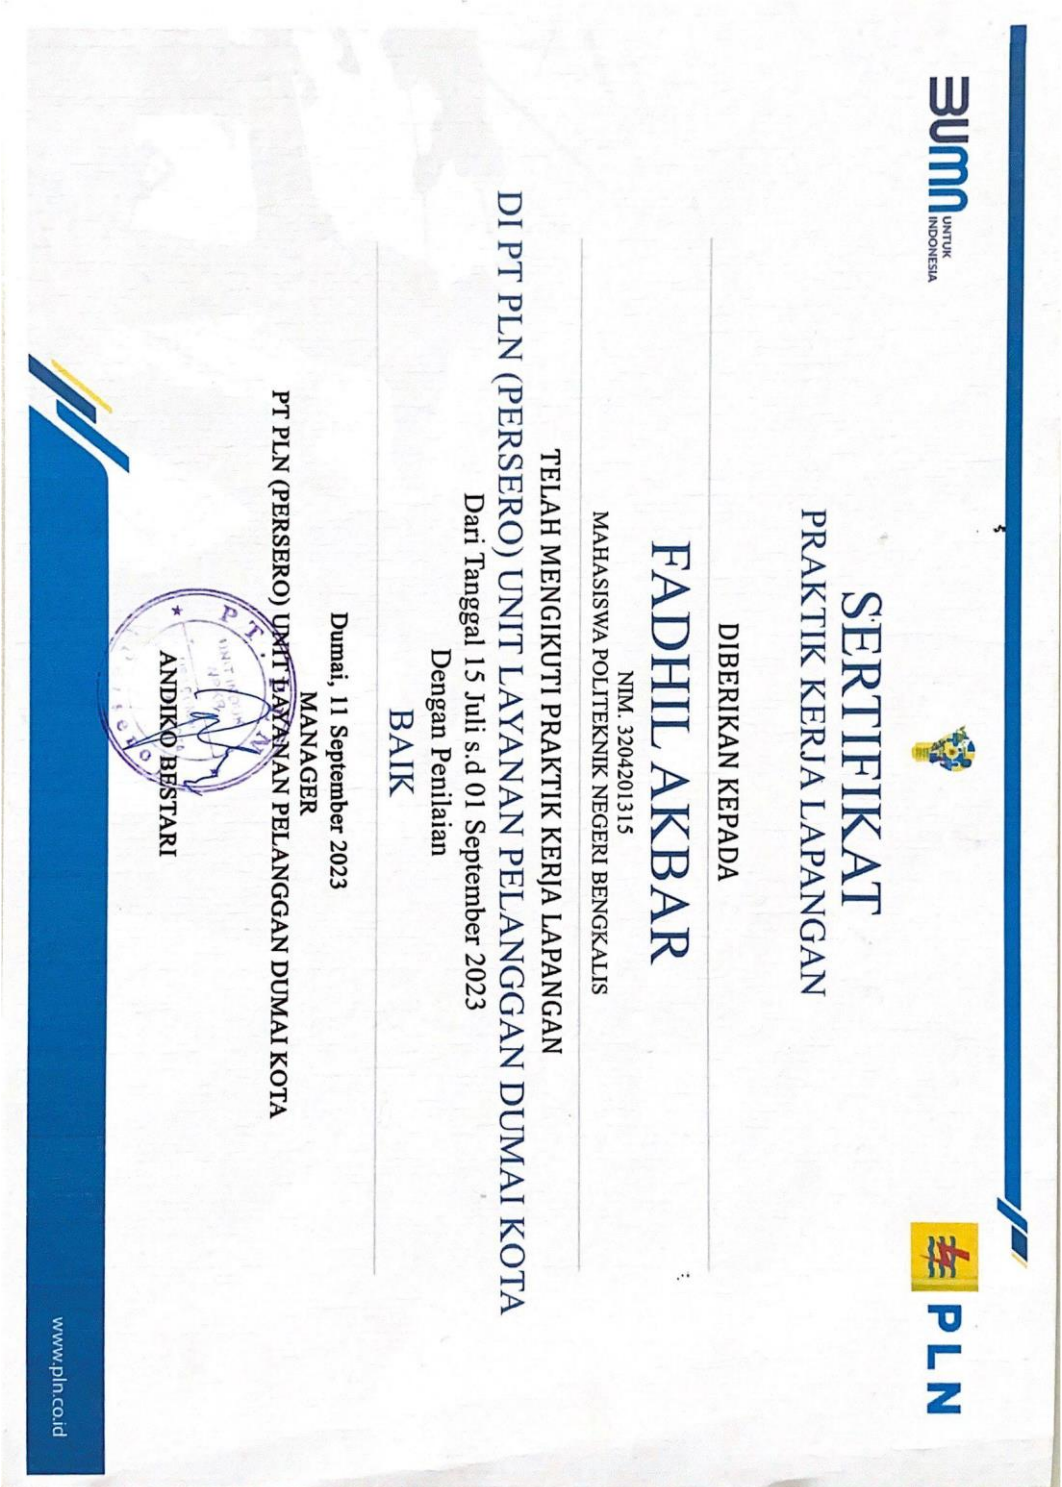 BUMN
UNTUK
INDONESIA
PLN
SERTIFIKAT
PRAKTIK KERJA LAPANGAN
DIBERIKAN KEPADA
FADHIL AKBAR
NIM. 3204201315
MAHASISWA POLITEKNIK NEGERI BENGKALIS
TELAH MENGIKUTI PRAKTIK KERJA LAPANGAN
DI PT PLN (PERSERO) UNIT LAYANAN PELANGGAN DUMAI KOTA
Dari Tanggal 15 Juli s.d 01 September 2023
Dengan Penilaian
BAIK
Dumai, 11 September 2023
MANAGER
PT PLN (PERSERO) UNIT LAYANAN PELANGGAN DUMAI KOTA
ANDIKO BESTARI
www.pln.co.id